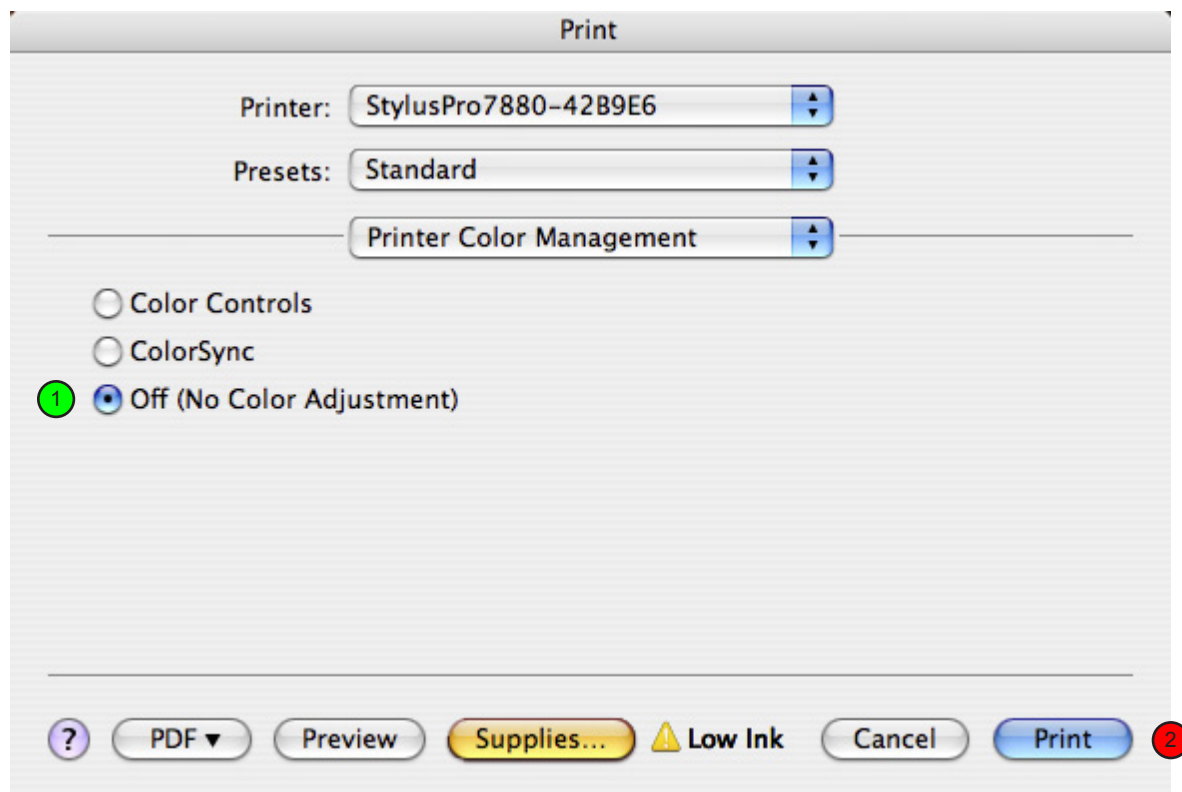 Print
Printer: StylusPro7880-42B9E6
Presets: Standard
Printer Color Management
Color Controls
ColorSync
1 Off (No Color Adjustment)
? PDF▼ Preview Supplies... Low Ink Cancel Print 2